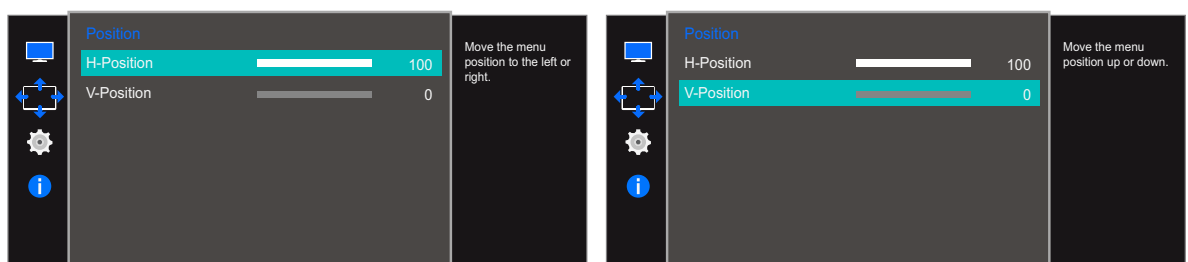 Position
H-Position 100
V-Position 0
Move the menu
position to the left or
right.
i
Position
H-Position 100
V-Position 0
Move the menu
position up or down.
i